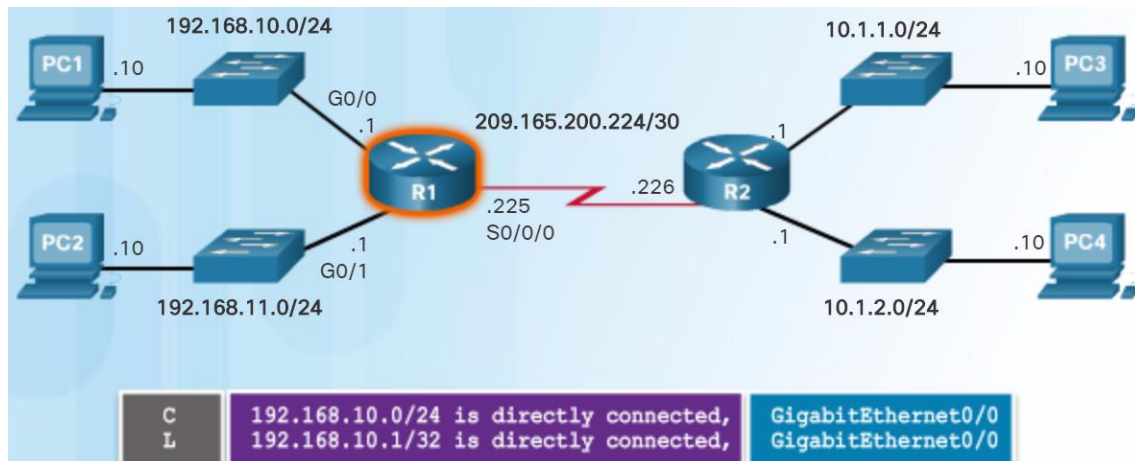 192.168.10.0/24
10.1.1.0/24
PC1
.10
.10
PC3
G0/0
.1
209.165.200.224/30
.1
R1
.226
R2
.225
S0/0/0
PC2
.10
.1
G0/1
.1
.10
PC4
192.168.11.0/24
10.1.2.0/24
C 192.168.10.0/24 is directly connected, GigabitEthernet0/0
L 192.168.10.1/32 is directly connected, GigabitEthernet0/0